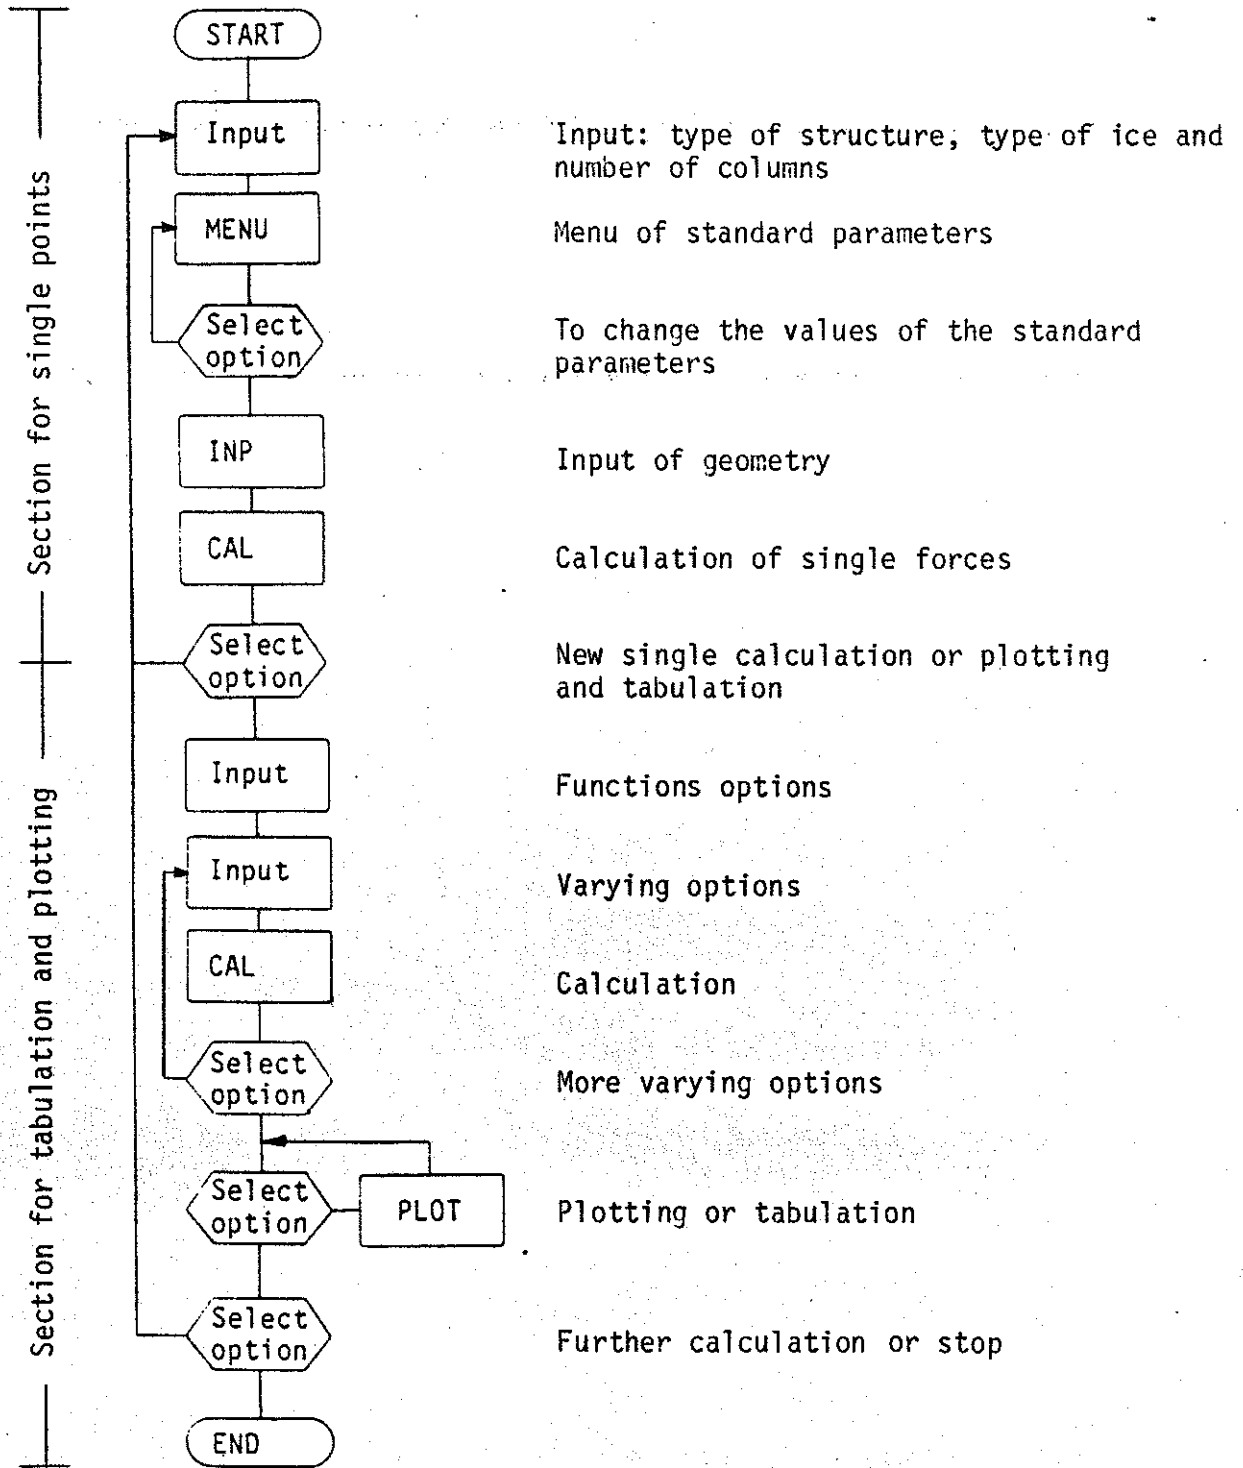 START
Input
Input: type of structure, type of ice and
number of columns
MENU
Menu of standard parameters
Select
option
To change the values of the standard
parameters
INP
Input of geometry
CAL
Calculation of single forces
Select
option
New single calculation or plotting
and tabulation
Input
Functions options
Input
Varying options
CAL
Calculation
Select
option
More varying options
Select
option
PLOT
Plotting or tabulation
Select
option
Further calculation or stop
END
Section for single points
Section for tabulation and plotting